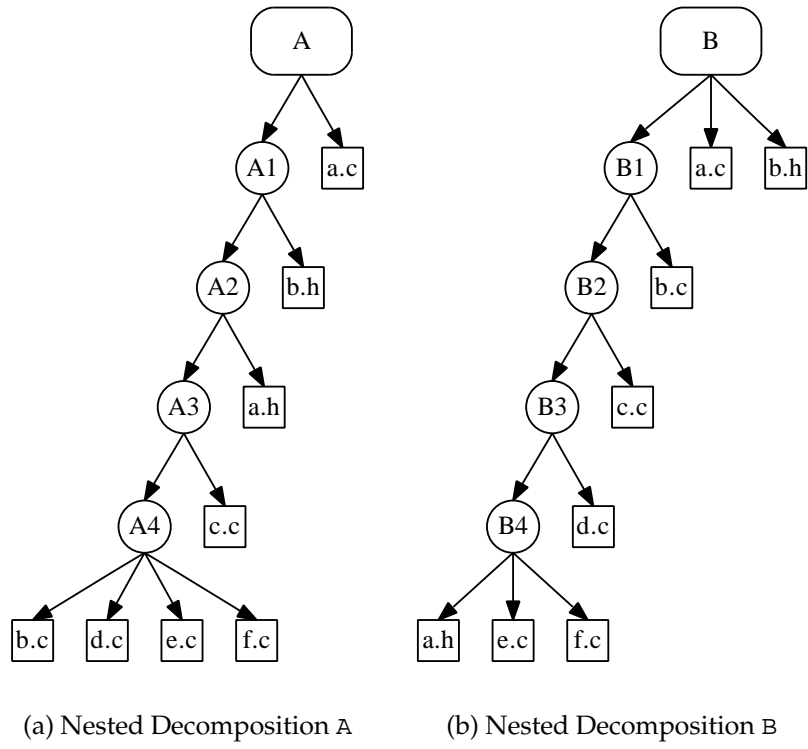 A B
A1 a.c B1 a.c b.h
A2 b.h B2 b.c
A3 a.h B3 c.c
A4 c.c B4 d.c
b.c d.c e.c f.c a.h e.c f.c
(a) Nested Decomposition A (b) Nested Decomposition B